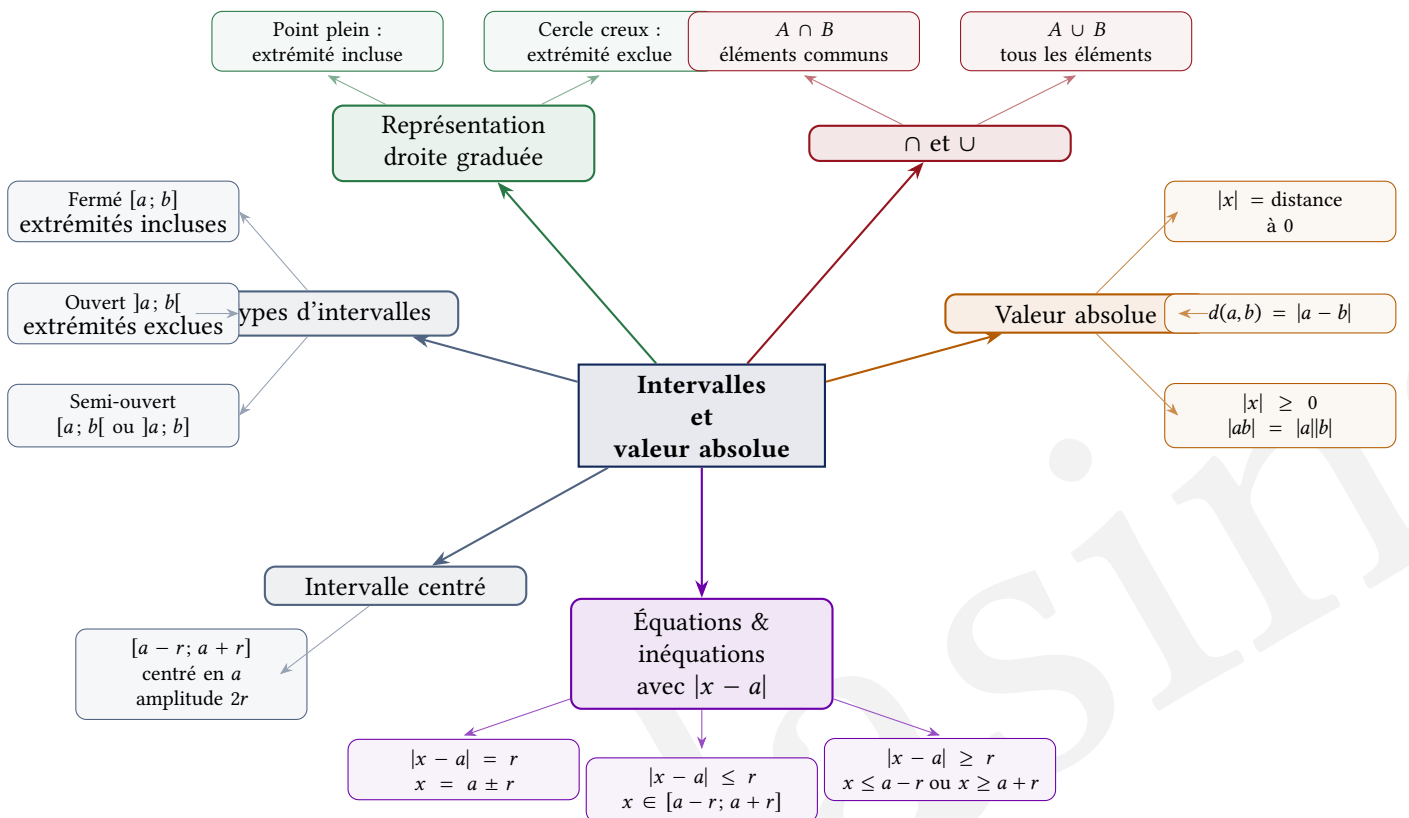 Point plein :
extrémité incluse
Cercle creux :
extrémité exclue
A ∩ B
éléments communs
A ∪ B
tous les éléments
Représentation
droite graduée
∩ et ∪
Fermé [a ; b]
extrémités incluses
|x| = distance
à 0
Ouvert ]a ; b[
extrémités exclues
ypes d'intervalles
Valeur absolue
d(a, b) = |a − b|
Intervalles
et
valeur absolue
Semi-ouvert
[a ; b[ ou ]a ; b]
|x| ≥ 0
|ab| = |a||b|
Intervalle centré
[a − r ; a + r]
centré en a
amplitude 2r
Équations &
inéquations
avec |x − a|
|x − a| = r
x = a ± r
|x − a| ≤ r
x ∈ [a − r ; a + r]
|x − a| ≥ r
x ≤ a − r ou x ≥ a + r